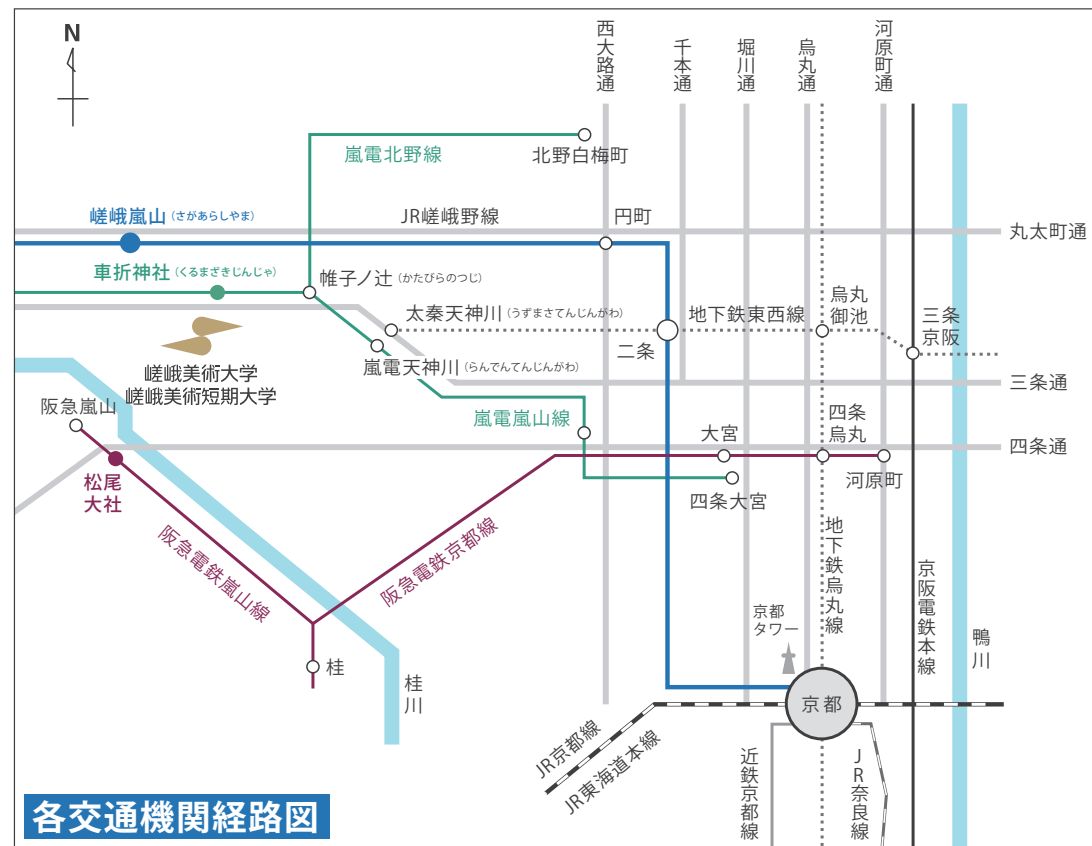 N
西大路通
千本通
堀川通
烏丸通
河原町通
嵐電北野線
北野白梅町
嵯峨嵐山（さがあらしやま）
JR嵯峨野線
円町
丸太町通
車折神社（くるまざきじんじゃ）
帷子ノ辻（かたびらのつじ）
太秦天神川（うずまさてんじんがわ）
地下鉄東西線
烏丸
御池
三条
京阪
二条
嵐電天神川（らんでんてんじんがわ）
嵯峨美術大学
嵯峨美術短期大学
三条通
阪急嵐山
嵐電嵐山線
大宮
四条
烏丸
四条通
松尾
大社
四条大宮
河原町
阪急電鉄嵐山線
阪急電鉄京都線
地下鉄烏丸線
京阪電鉄本線
京都
タワー
鴨川
桂
桂川
京都
JR京都線
JR東海道本線
近鉄京都線
JR奈良線
各交通機関経路図